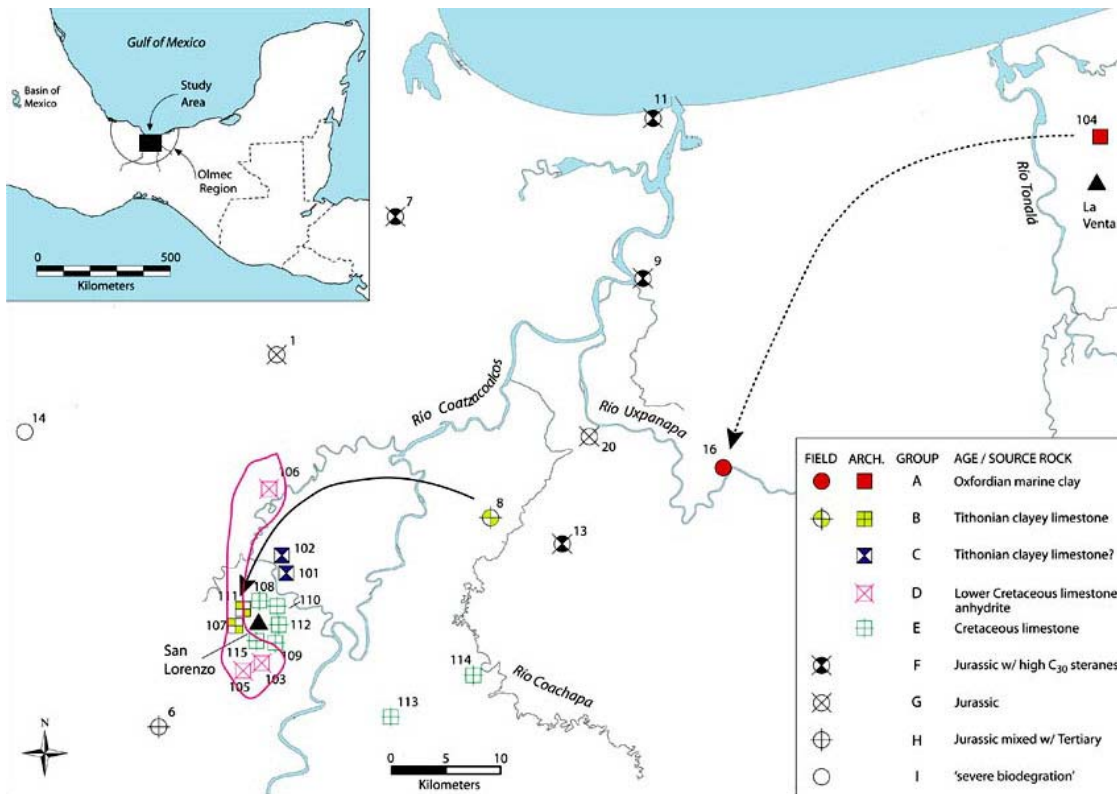 Gulf of Mexico
Study
Area
Basin of
Mexico
Olmec
Region
0 500
Kilometers
11
104
7
La
Venta
Río Tonalá
9
1
14
Río Coatzacoalcos
Río Uxpanapa
20
16
106
8
13
102
101
108
111
110
107
112
San
Lorenzo
115
109
105
103
114
113
6
Río Coachapa
N
0 5 10
Kilometers
FIELD ARCH. GROUP AGE / SOURCE ROCK
A Oxfordian marine clay
B Tithonian clayey limestone
C Tithonian clayey limestone?
D Lower Cretaceous limestone
anhydrite
E Cretaceous limestone
F Jurassic w/ high C30 steranes
G Jurassic
H Jurassic mixed w/ Tertiary
I 'severe biodegration'